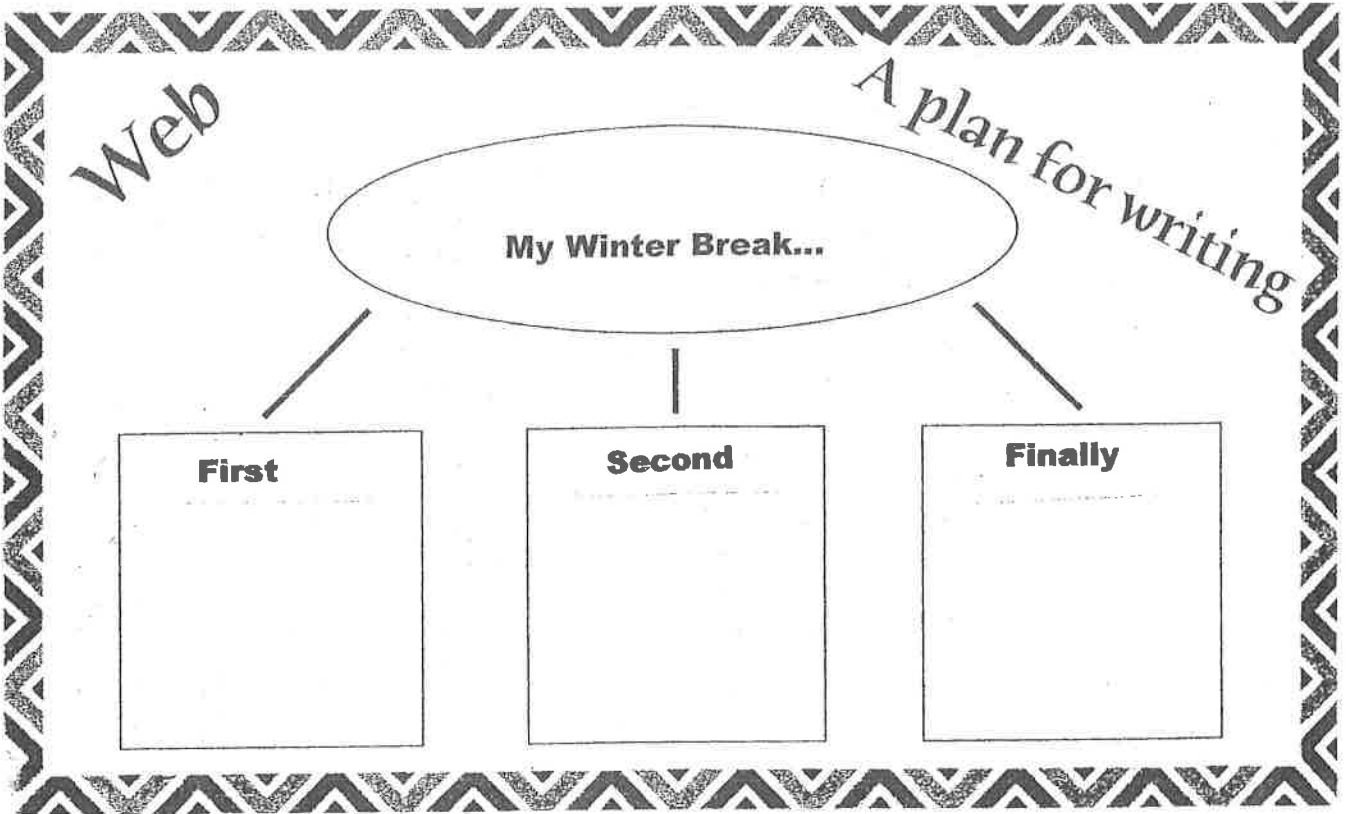 Web
A plan for writing
My Winter Break...
First
Second
Finally